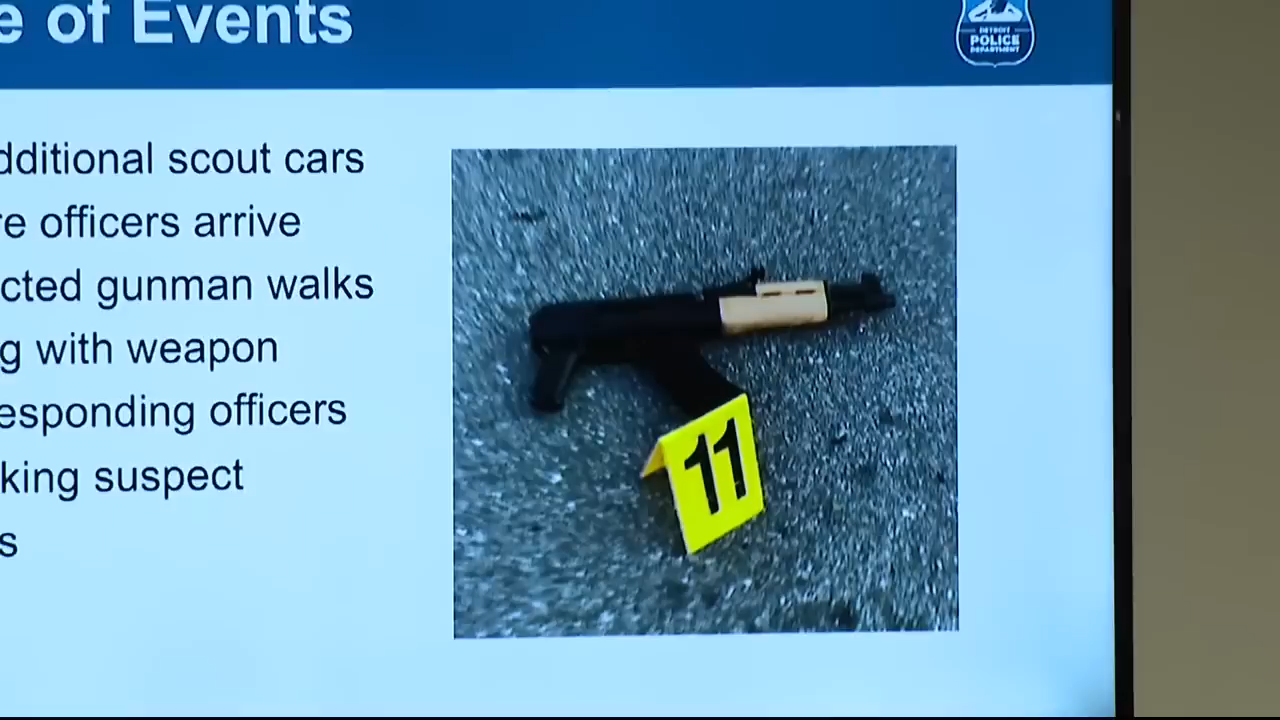 e of Events
DETROIT
POLICE
DEPARTMENT
dditional scout cars
re officers arrive
cted gunman walks
g with weapon
esponding officers
king suspect
s
11